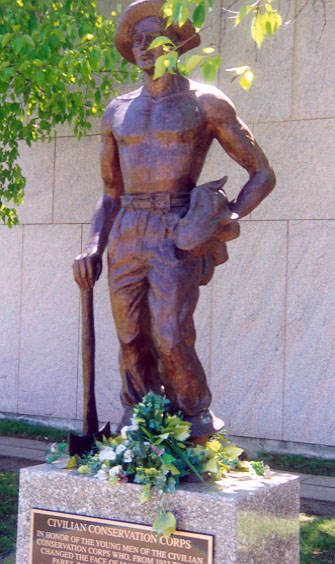 CIVILIAN CONSERVATION CORPS
IN HONOR OF THE YOUNG MEN OF THE CIVILIAN
CONSERVATION CORPS WHO, FROM 1933
CHANGED THE FACE OF
PARKS,